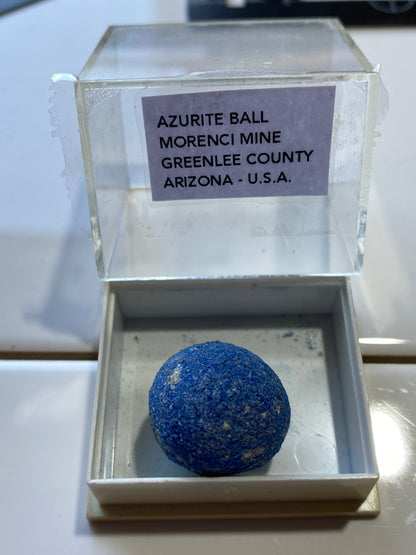 AZURITE BALL
MORENCI MINE
GREENLEE COUNTY
ARIZONA - U.S.A.